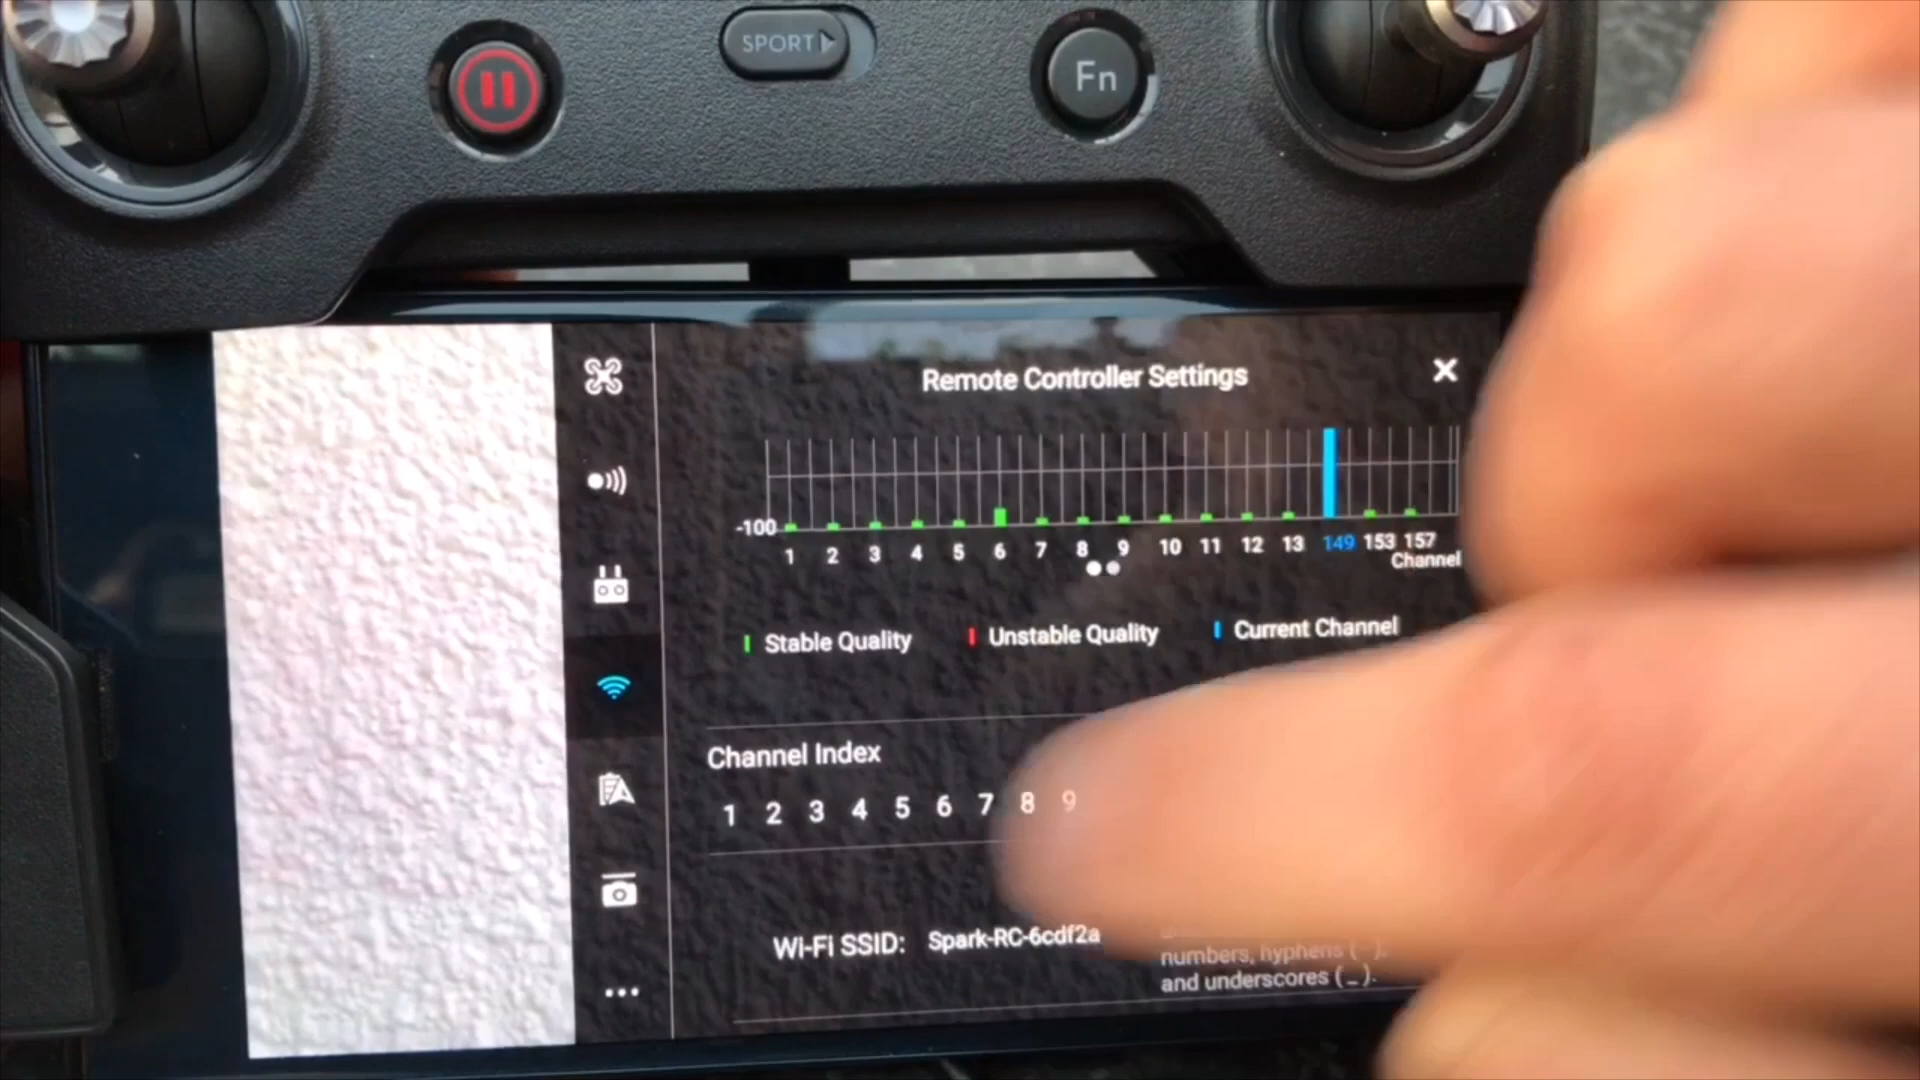 SPORT
Fn
Remote Controller Settings
-100
1 2 3 4 5 6 7 8 9 10 11 12 13 149 153 157
Channel
Stable Quality Unstable Quality Current Channel
Channel Index
1 2 3 4 5 6 7 8 9
Wi-Fi SSID: Spark-RC-6cdf2a
numbers, hyphens (-),
and underscores (_).